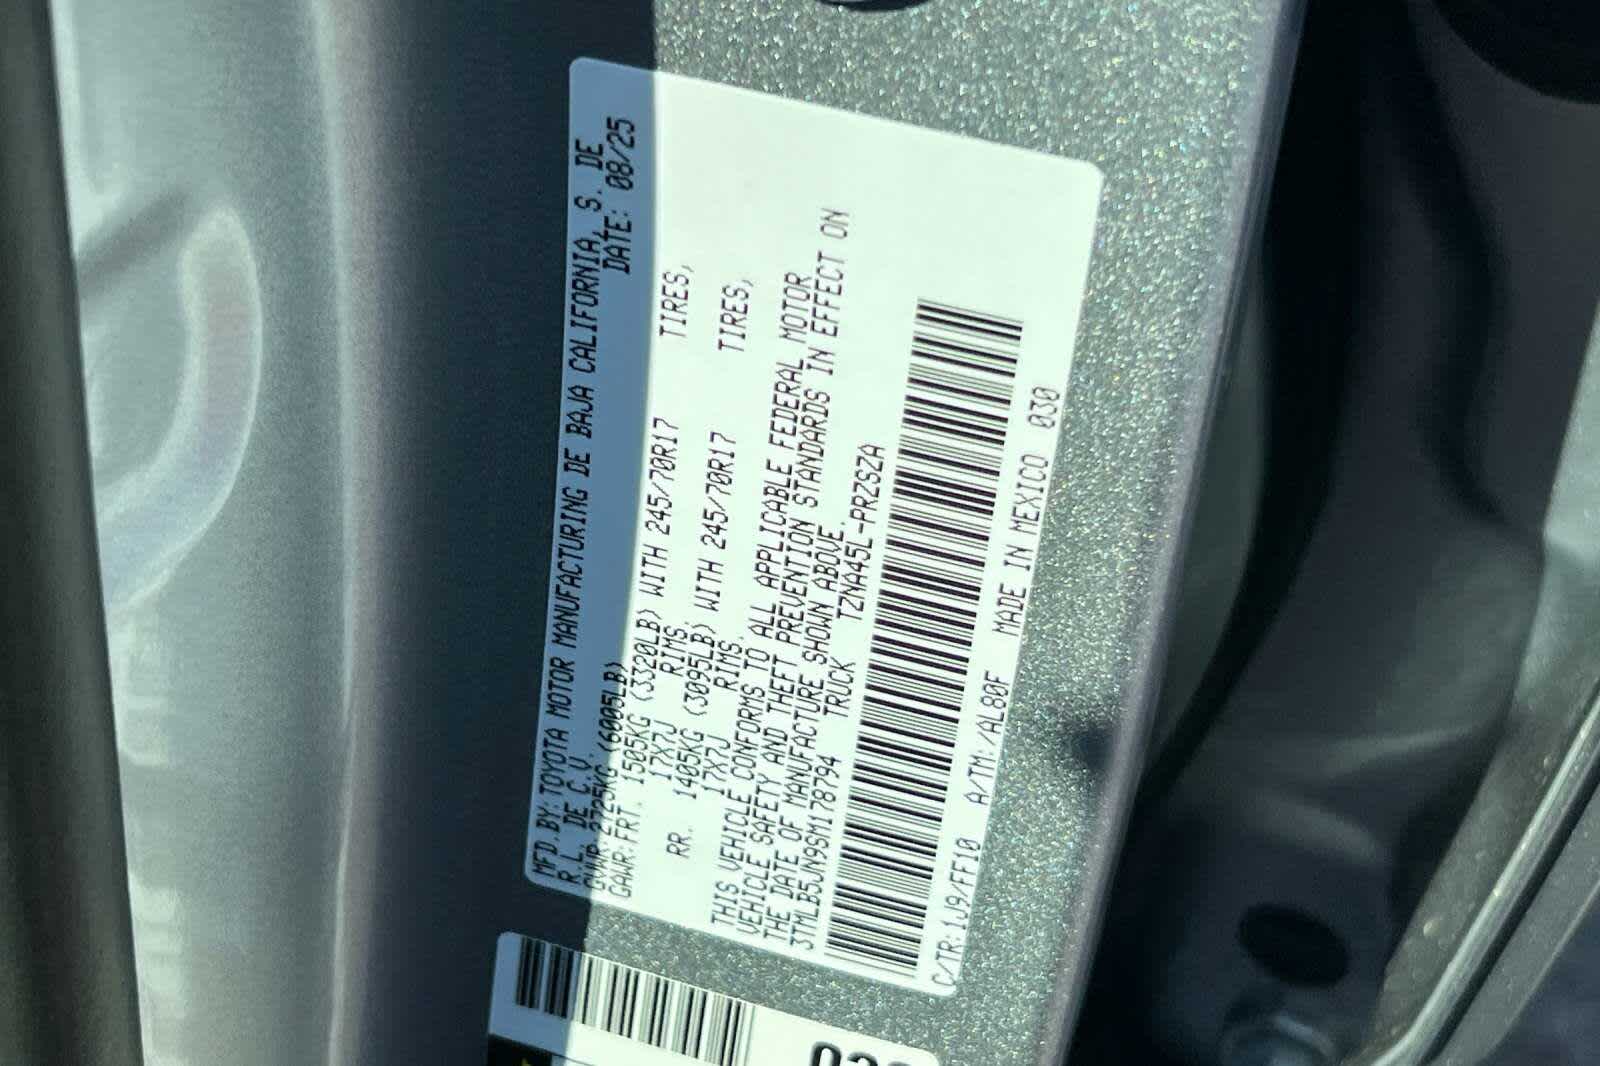 MFD.BY:TOYOTA MOTOR MANUFACTURING DE BAJA CALIFORNIA, S. DE
R.L. DE C.V. DATE: 08/25
GVWR:2725KG (6005LB)
GAWR:FRT. 1505KG (3320LB) WITH 245/70R17 TIRES,
17X7J RIMS
RR. 1405KG (3095LB) WITH 245/70R17 TIRES,
17X7J RIMS.
THIS VEHICLE CONFORMS TO ALL APPLICABLE FEDERAL MOTOR
VEHICLE SAFETY AND THEFT PREVENTION STANDARDS IN EFFECT ON
THE DATE OF MANUFACTURE SHOWN ABOVE.
3TMLB5JN9SM178794 TRUCK TZNA45L-PRZSZA
C/TR:1J9/FF10 A/TM:/AL80F MADE IN MEXICO 030